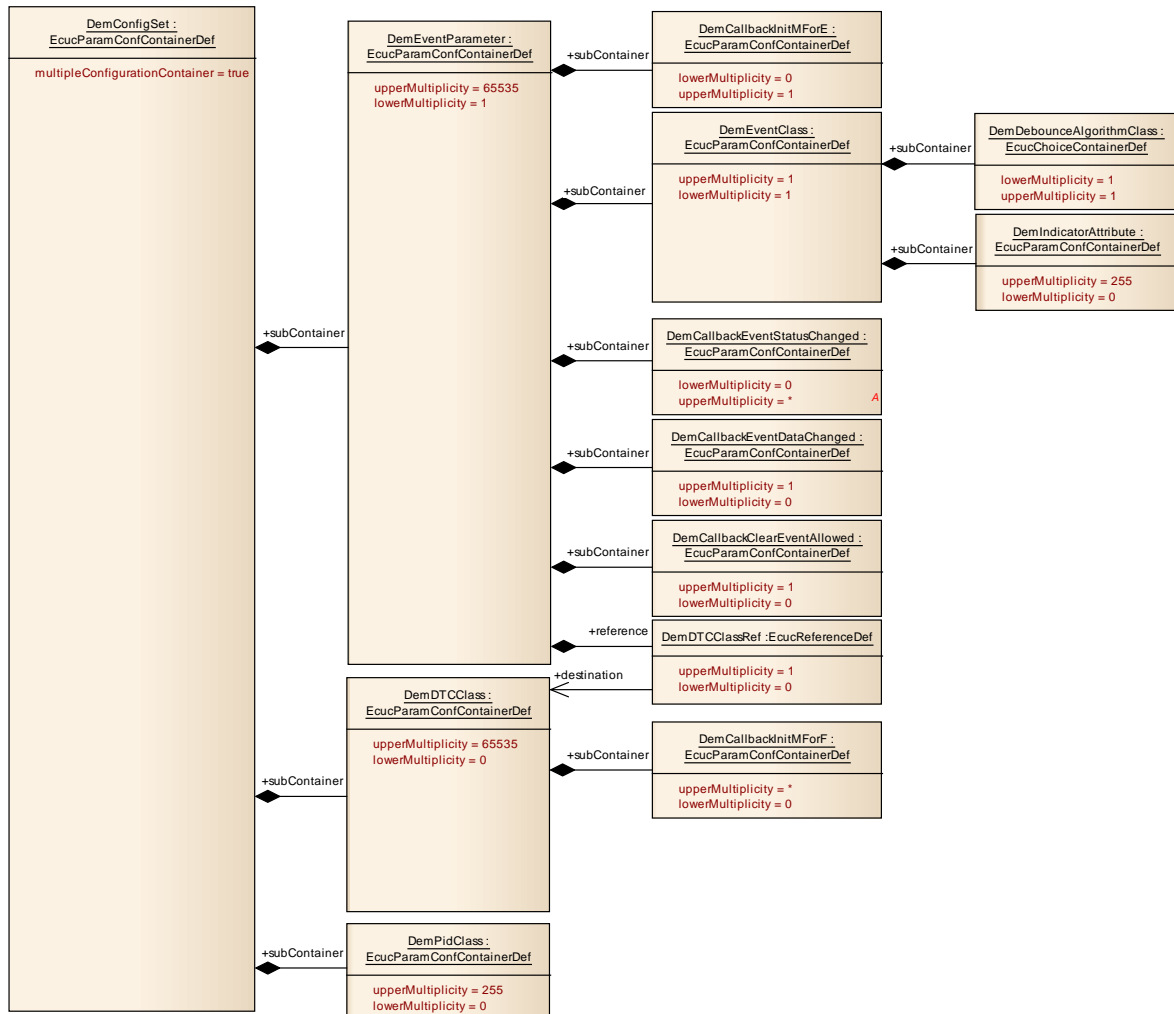 DemConfigSet :
EcucParamConfContainerDef
multipleConfigurationContainer = true
+subContainer
DemEventParameter :
EcucParamConfContainerDef
upperMultiplicity = 65535
lowerMultiplicity = 1
+subContainer
DemCallbackInitMForE :
EcucParamConfContainerDef
lowerMultiplicity = 0
upperMultiplicity = 1
+subContainer
DemEventClass :
EcucParamConfContainerDef
upperMultiplicity = 1
lowerMultiplicity = 1
+subContainer
DemDebounceAlgorithmClass :
EcucChoiceContainerDef
lowerMultiplicity = 1
upperMultiplicity = 1
+subContainer
DemIndicatorAttribute :
EcucParamConfContainerDef
upperMultiplicity = 255
lowerMultiplicity = 0
+subContainer
DemCallbackEventStatusChanged :
EcucParamConfContainerDef
lowerMultiplicity = 0
upperMultiplicity = *
A
+subContainer
DemCallbackEventDataChanged :
EcucParamConfContainerDef
upperMultiplicity = 1
lowerMultiplicity = 0
+subContainer
DemCallbackClearEventAllowed :
EcucParamConfContainerDef
upperMultiplicity = 1
lowerMultiplicity = 0
+reference
DemDTCClassRef :EcucReferenceDef
upperMultiplicity = 1
lowerMultiplicity = 0
+destination
+subContainer
DemDTCClass :
EcucParamConfContainerDef
upperMultiplicity = 65535
lowerMultiplicity = 0
+subContainer
DemCallbackInitMForF :
EcucParamConfContainerDef
upperMultiplicity = *
lowerMultiplicity = 0
+subContainer
DemPidClass :
EcucParamConfContainerDef
upperMultiplicity = 255
lowerMultiplicity = 0